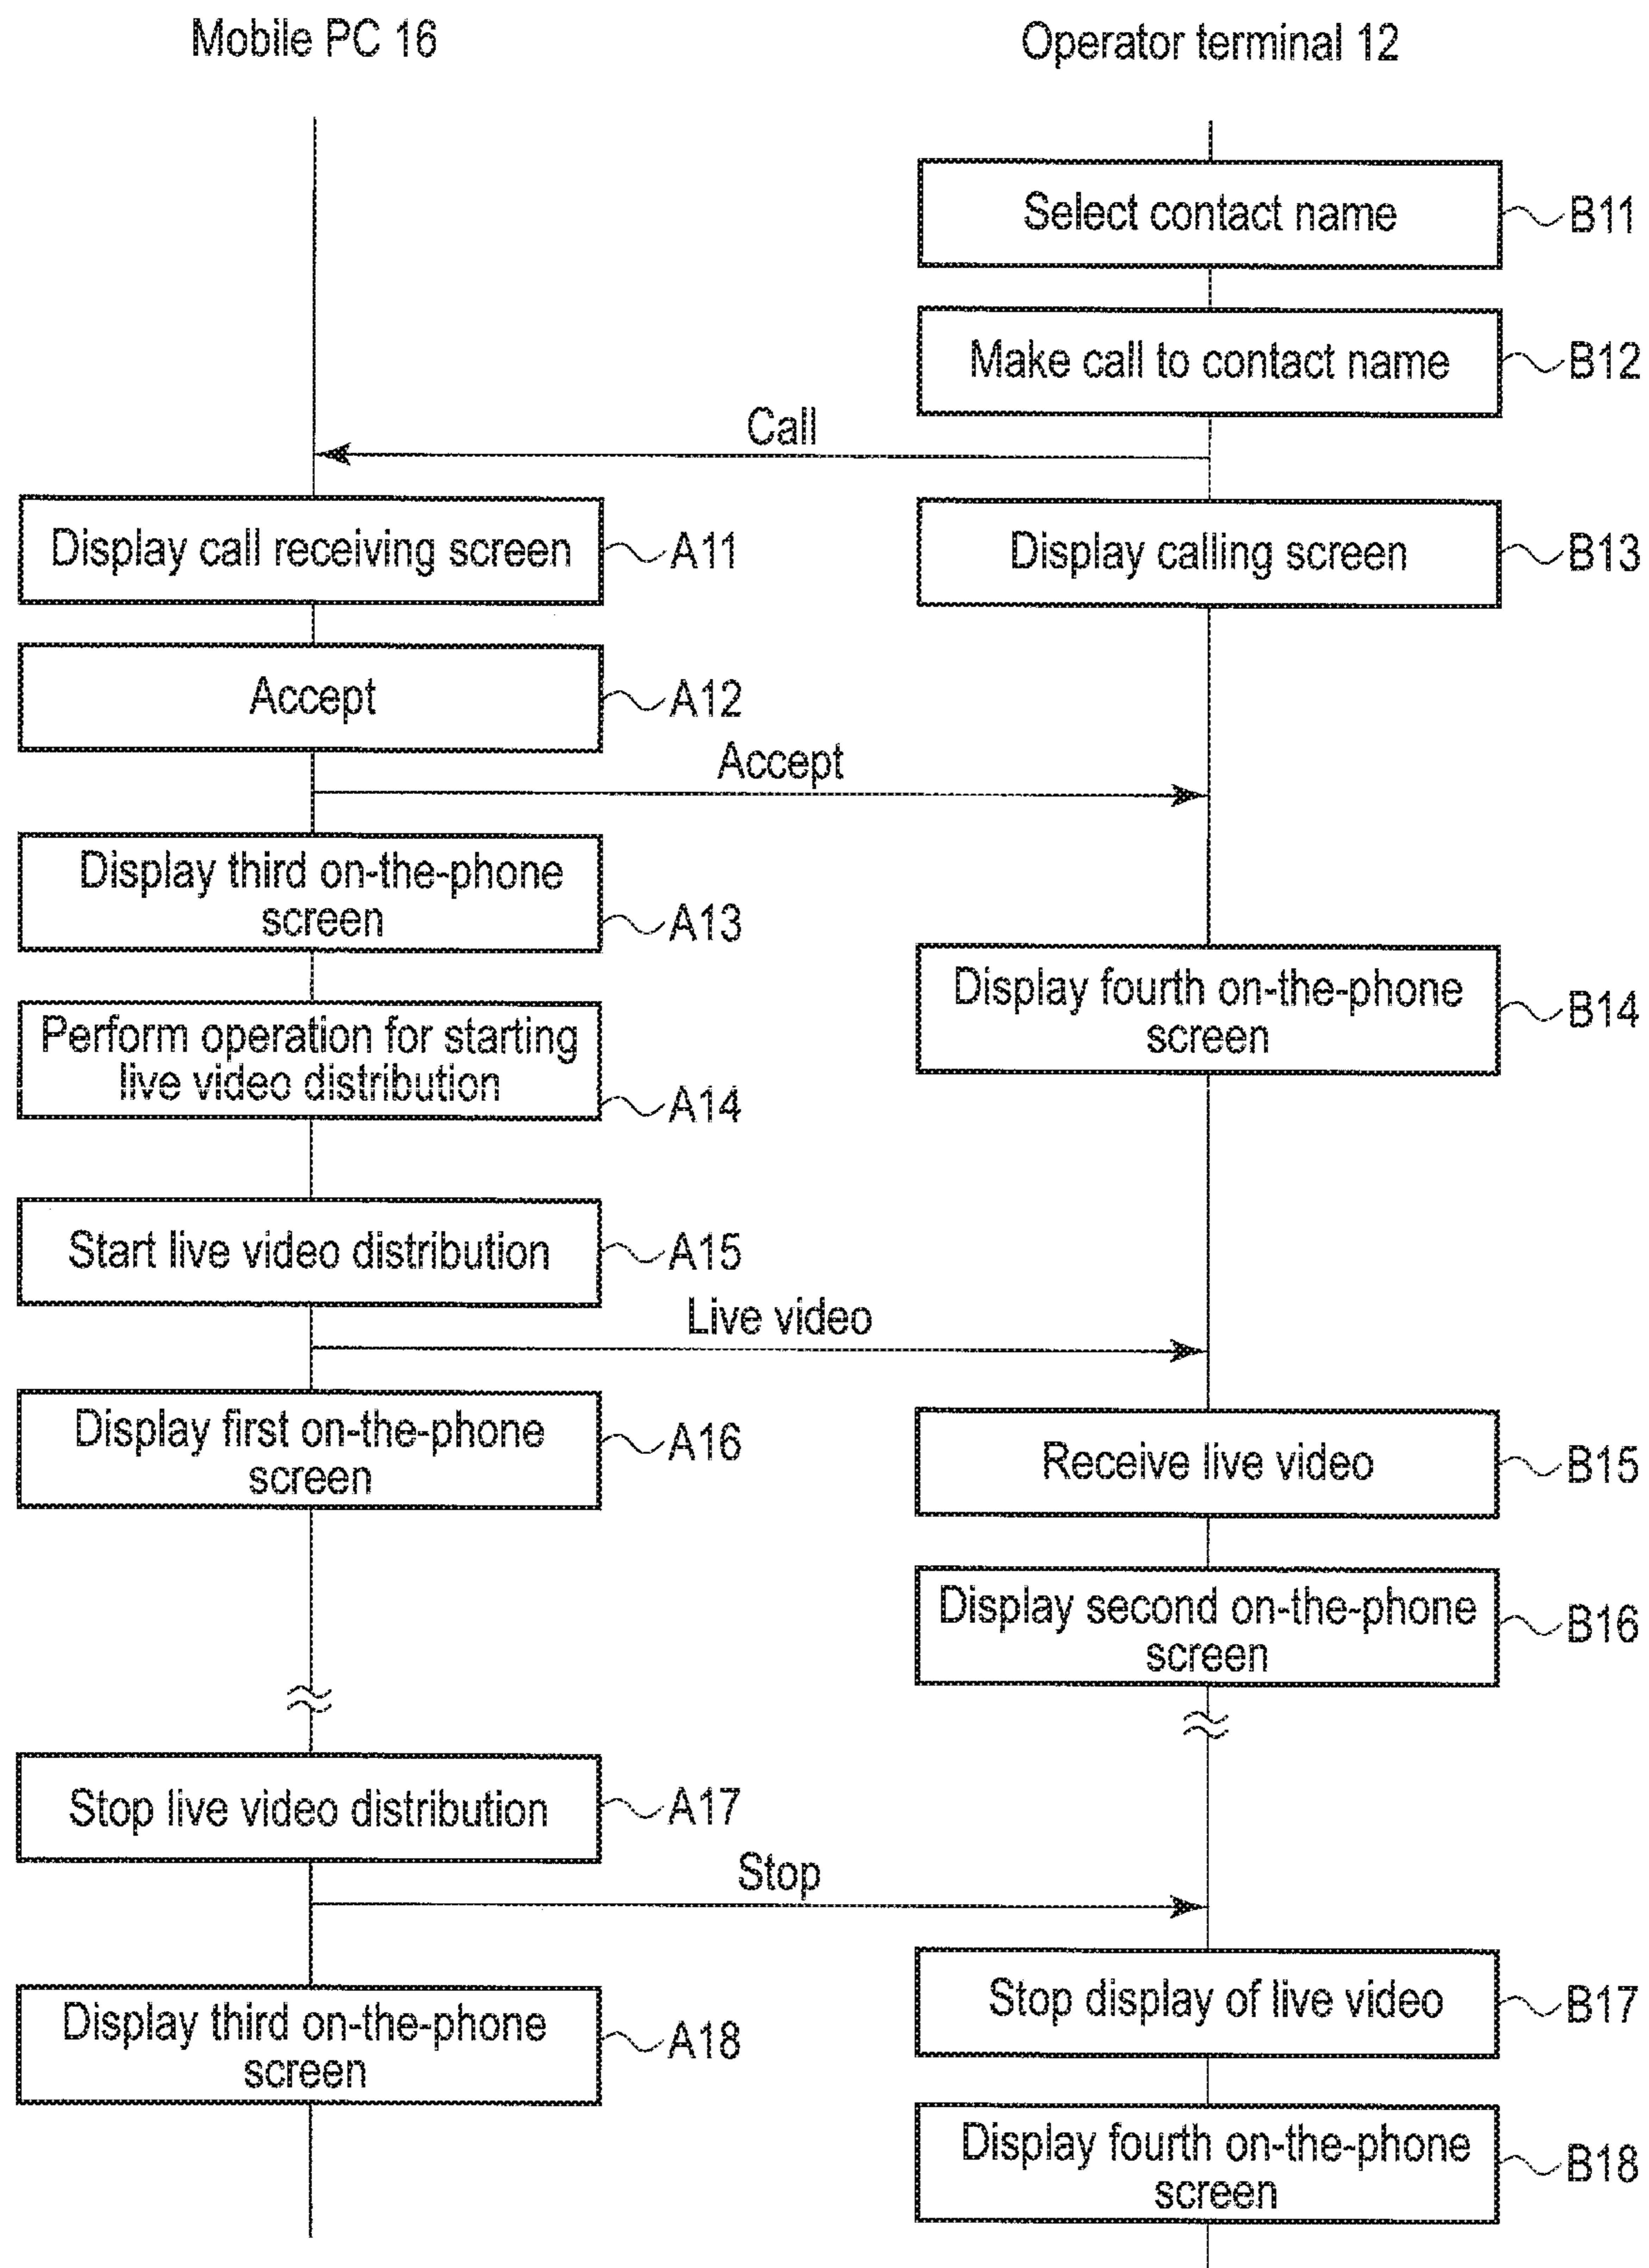 Mobile PC 16
Operator terminal 12
Select contact name
B11
Make call to contact name
B12
Call
Display call receiving screen
A11
Display calling screen
B13
Accept
A12
Accept
Display third on-the-phone
screen
A13
Display fourth on-the-phone
screen
B14
Perform operation for starting
live video distribution
A14
Start live video distribution
A15
Live video
Display first on-the-phone
screen
A16
Receive live video
B15
Display second on-the-phone
screen
B16
Stop live video distribution
A17
Stop
Stop display of live video
B17
Display third on-the-phone
screen
A18
Display fourth on-the-phone
screen
B18